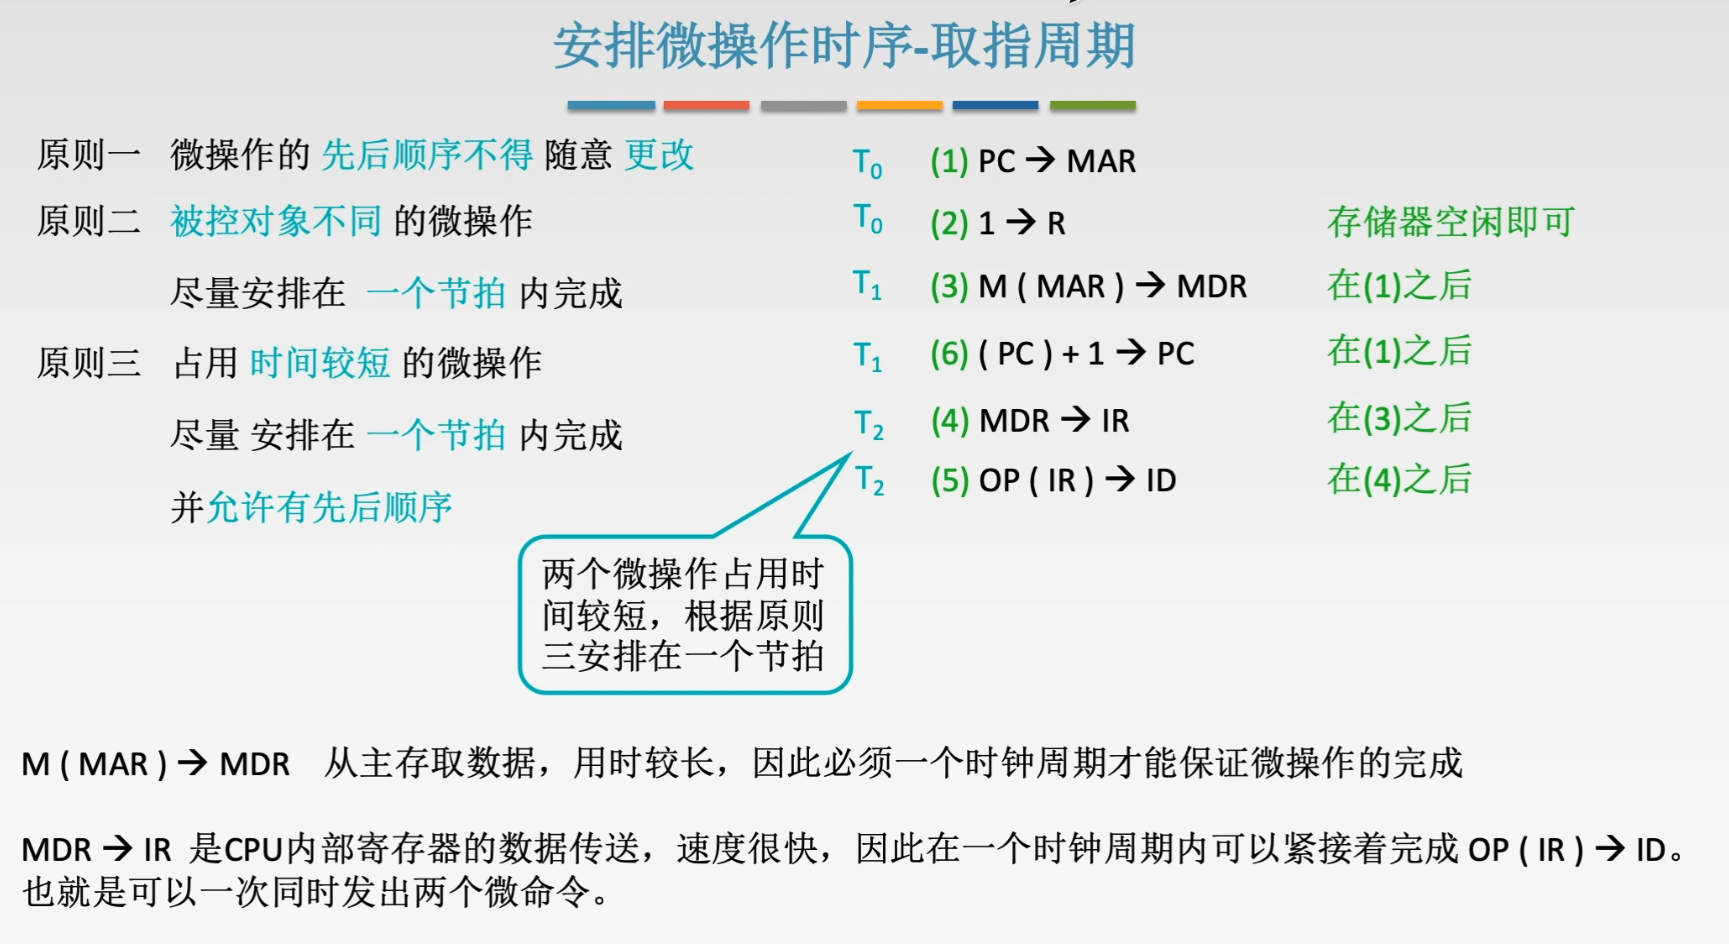 安排微操作时序-取指周期
原则一 微操作的 先后顺序不得 随意 更改
原则二 被控对象不同 的微操作
尽量安排在 一个节拍 内完成
原则三 占用 时间较短 的微操作
尽量 安排在 一个节拍 内完成
并允许有先后顺序
T0 (1) PC → MAR
T0 (2) 1 → R 存储器空闲即可
T1 (3) M ( MAR ) → MDR 在(1)之后
T1 (6) ( PC ) + 1 → PC 在(1)之后
T2 (4) MDR → IR 在(3)之后
T2 (5) OP ( IR ) → ID 在(4)之后
两个微操作占用时
间较短，根据原则
三安排在一个节拍
M ( MAR ) → MDR 从主存取数据，用时较长，因此必须一个时钟周期才能保证微操作的完成
MDR → IR 是CPU内部寄存器的数据传送，速度很快，因此在一个时钟周期内可以紧接着完成 OP ( IR ) → ID。
也就是可以一次同时发出两个微命令。